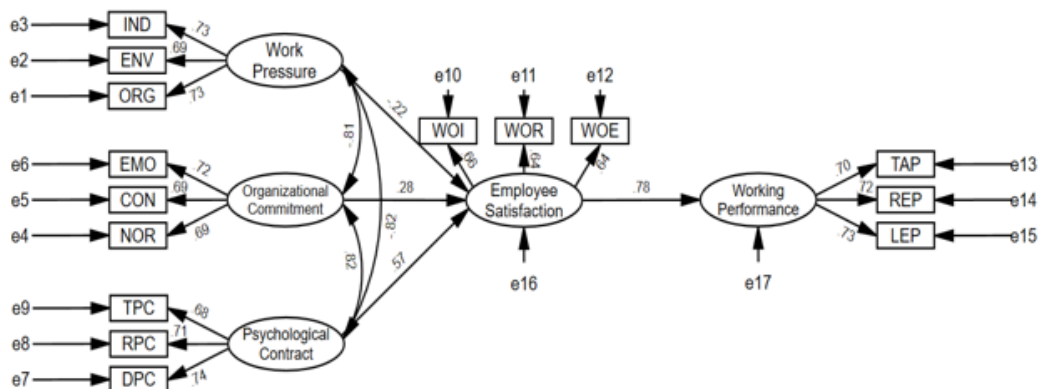 e3
IND
.73
e2
ENV
.69
e1
ORG
.73
Work
Pressure
e6
EMO
.72
e5
CON
.69
e4
NOR
.69
Organizational
Commitment
e9
TPC
.68
e8
RPC
.71
e7
DPC
.74
Psychological
Contract
-.81
-.82
.82
-.22
.28
.57
e10
e11
e12
WOI
WOR
WOE
.66
.64
.64
Employee
Satisfaction
e16
.78
Working
Performance
e17
.70
TAP
e13
.72
REP
e14
.73
LEP
e15